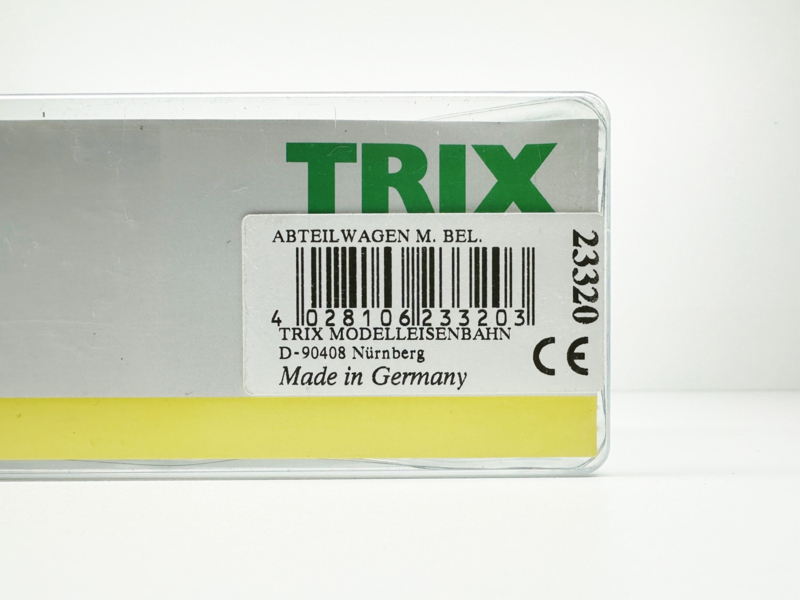 TRIX
ABTEILWAGEN M. BEL.
23320
4 028106 233203
TRIX MODELLEISENBAHN
D-90408 Nürnberg
Made in Germany
CE